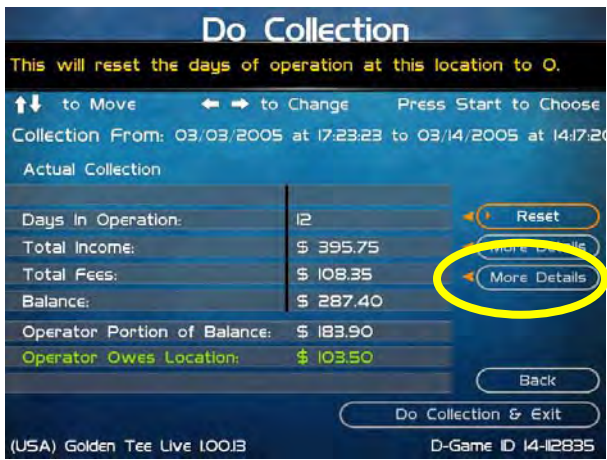 Do Collection
This will reset the days of operation at this location to 0.
to Move to Change Press Start to Choose
Collection From: 03/03/2005 at 17:23:23 to 03/14/2005 at 14:17:20
Actual Collection
Days In Operation: 12 Reset
Total Income: $ 395.75 More Details
Total Fees: $ 108.35 More Details
Balance: $ 287.40
Operator Portion of Balance: $ 183.90
Operator Owes Location: $ 103.50
Back
Do Collection & Exit
(USA) Golden Tee Live 1.00.13 D-Game ID 14-112835